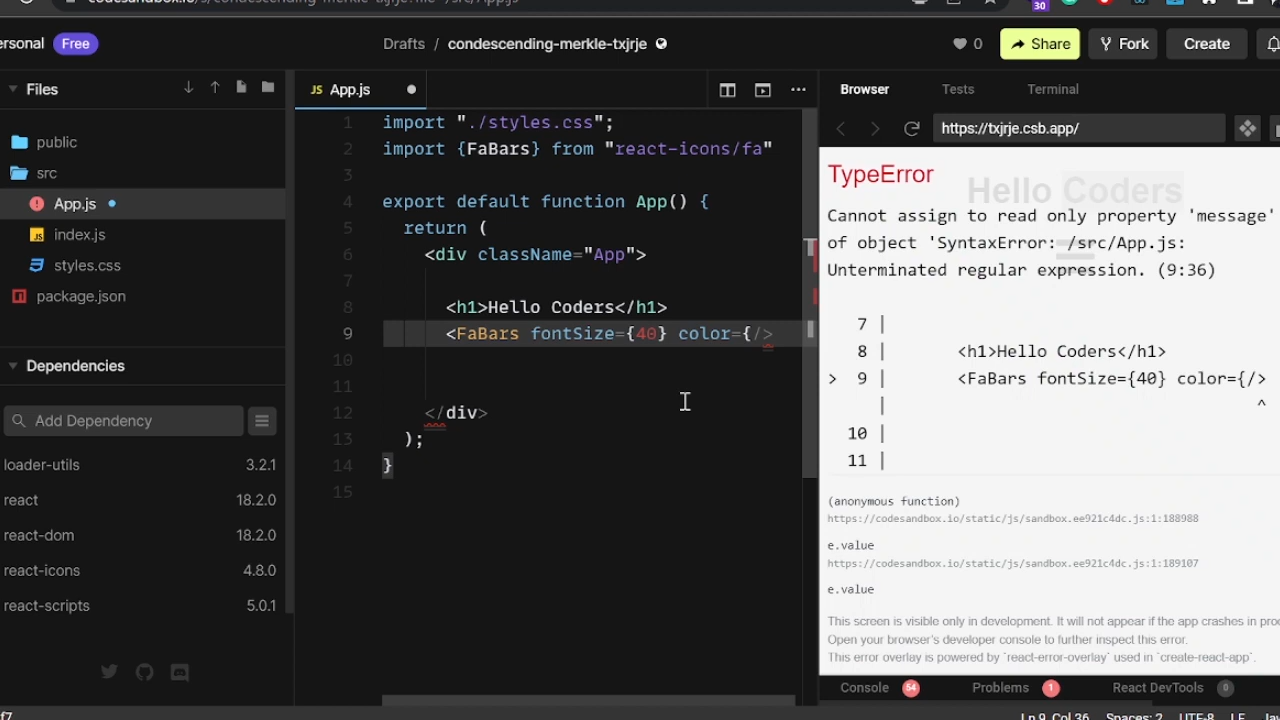 ersonal Free
Drafts / condescending-merkle-txjrje
0
Share
Fork
Create
Files
public
src
App.js
index.js
styles.css
package.json
Dependencies
Add Dependency
loader-utils 3.2.1
react 18.2.0
react-dom 18.2.0
react-icons 4.8.0
react-scripts 5.0.1
JS App.js
1 import "./styles.css";
2 import {FaBars} from "react-icons/fa"
3
4 export default function App() {
5 return (
6 <div className="App">
7
8 <h1>Hello Coders</h1>
9 <FaBars fontSize={40} color={/>
10
11
12 </div>
13 );
14 }
15
Browser Tests Terminal
https://txjrje.csb.app/
Hello Coders
TypeError
Cannot assign to read only property 'message'
of object 'SyntaxError: /src/App.js:
Unterminated regular expression. (9:36)
7 |
8 | <h1>Hello Coders</h1>
> 9 | <FaBars fontSize={40} color={/>
| ^
10 |
11 |
(anonymous function)
https://codesandbox.io/static/js/sandbox.ee921c4dc.js:1:188988
e.value
https://codesandbox.io/static/js/sandbox.ee921c4dc.js:1:189107
e.value
This screen is visible only in development. It will not appear if the app crashes in pro
Open your browser's developer console to further inspect this error.
This error overlay is powered by `react-error-overlay` used in `create-react-app`.
Console 54 Problems 1 React DevTools 0
Ln 9, Col 36 Spaces: 2 UTF-8 LF